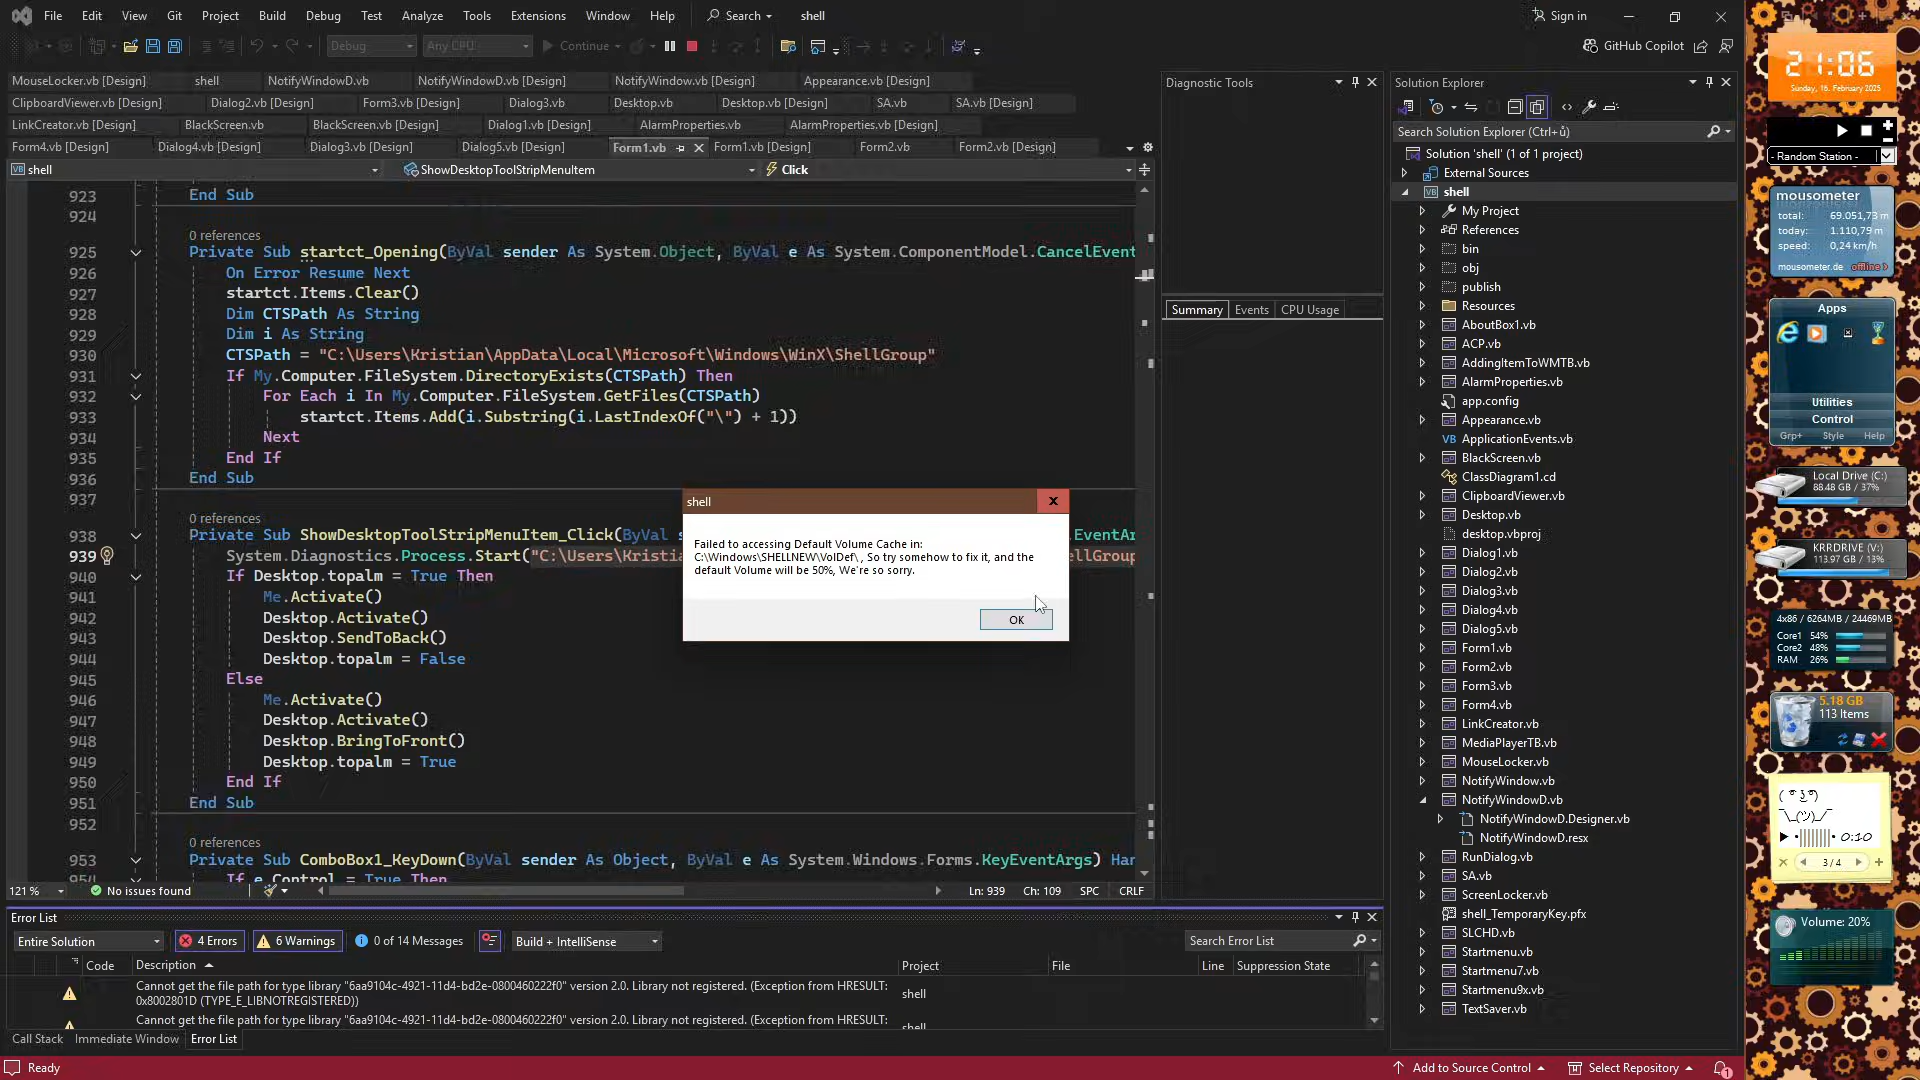 File Edit View Git Project Build Debug Test Analyze Tools Extensions Window Help Search shell Sign in
Debug Any CPU Continue GitHub Copilot
MouseLocker.vb [Design] shell NotifyWindowD.vb NotifyWindowD.vb [Design] NotifyWindow.vb [Design] Appearance.vb [Design]
ClipboardViewer.vb [Design] Dialog2.vb [Design] Form3.vb [Design] Dialog3.vb Desktop.vb Desktop.vb [Design] SA.vb SA.vb [Design]
LinkCreator.vb [Design] BlackScreen.vb BlackScreen.vb [Design] Dialog1.vb [Design] AlarmProperties.vb AlarmProperties.vb [Design]
Form4.vb [Design] Dialog4.vb [Design] Dialog3.vb [Design] Dialog5.vb [Design] Form1.vb Form1.vb [Design] Form2.vb Form2.vb [Design]
shell ShowDesktopToolStripMenuItem Click
923 End Sub
924
0 references
925 Private Sub startct_Opening(ByVal sender As System.Object, ByVal e As System.ComponentModel.CancelEvent
926 On Error Resume Next
927 startct.Items.Clear()
928 Dim CTSPath As String
929 Dim i As String
930 CTSPath = "C:\Users\Kristian\AppData\Local\Microsoft\Windows\WinX\ShellGroup"
931 If My.Computer.FileSystem.DirectoryExists(CTSPath) Then
932 For Each i In My.Computer.FileSystem.GetFiles(CTSPath)
933 startct.Items.Add(i.Substring(i.LastIndexOf("\") + 1))
934 Next
935 End If
936 End Sub
937
0 references
938 Private Sub ShowDesktopToolStripMenuItem_Click(ByVal s EventAr
939 System.Diagnostics.Process.Start("C:\Users\Kristia ellGroup
940 If Desktop.topalm = True Then
941 Me.Activate()
942 Desktop.Activate()
943 Desktop.SendToBack()
944 Desktop.topalm = False
945 Else
946 Me.Activate()
947 Desktop.Activate()
948 Desktop.BringToFront()
949 Desktop.topalm = True
950 End If
951 End Sub
952
0 references
953 Private Sub ComboBox1_KeyDown(ByVal sender As Object, ByVal e As System.Windows.Forms.KeyEventArgs) Han
954 If e.Control = True Then
shell
Failed to accessing Default Volume Cache in:
C:\Windows\SHELLNEW\VolDef\ , So try somehow to fix it, and the
default Volume will be 50%, We're so sorry.
OK
121 % No issues found Ln: 939 Ch: 109 SPC CRLF
Error List
Entire Solution 4 Errors 6 Warnings 0 of 14 Messages Build + IntelliSense Search Error List
Code Description Project File Line Suppression State
Cannot get the file path for type library "6aa9104c-4921-11d4-bd2e-0800460222f0" version 2.0. Library not registered. (Exception from HRESULT:
0x8002801D (TYPE_E_LIBNOTREGISTERED)) shell
Cannot get the file path for type library "6aa9104c-4921-11d4-bd2e-0800460222f0" version 2.0. Library not registered. (Exception from HRESULT:
shell
Call Stack Immediate Window Error List
Ready Add to Source Control Select Repository 1
Diagnostic Tools
Summary Events CPU Usage
Solution Explorer
Search Solution Explorer (Ctrl+ů)
Solution 'shell' (1 of 1 project)
External Sources
shell
My Project
References
bin
obj
publish
Resources
AboutBox1.vb
ACP.vb
AddingItemToWMTB.vb
AlarmProperties.vb
app.config
Appearance.vb
ApplicationEvents.vb
BlackScreen.vb
ClassDiagram1.cd
ClipboardViewer.vb
Desktop.vb
desktop.vbproj
Dialog1.vb
Dialog2.vb
Dialog3.vb
Dialog4.vb
Dialog5.vb
Form1.vb
Form2.vb
Form3.vb
Form4.vb
LinkCreator.vb
MediaPlayerTB.vb
MouseLocker.vb
NotifyWindow.vb
NotifyWindowD.vb
NotifyWindowD.Designer.vb
NotifyWindowD.resx
RunDialog.vb
SA.vb
ScreenLocker.vb
shell_TemporaryKey.pfx
SLCHD.vb
Startmenu.vb
Startmenu7.vb
Startmenu9x.vb
TextSaver.vb
21:06
Sunday, 16. February 2025
- Random Station -
mousometer
total: 69.051,73 m
today: 1.110,79 m
speed: 0,24 km/h
mousometer.de offline
Apps
Utilities
Control
Grp+ Style Help
Local Drive (C:)
88.48 GB / 37%
KRRDRIVE (V:)
113.97 GB / 13%
4x86 / 6264MB / 24469MB
Core1 54%
Core2 48%
RAM 26%
5.18 GB
113 Items
( ͡° ͜ʖ ͡°)
¯\_(ツ)_/¯
0:10
3 / 4
Volume: 20%